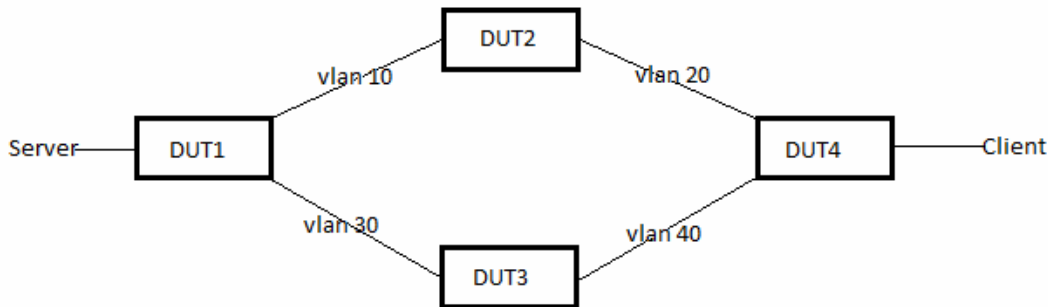 DUT2
vlan 10
vlan 20
Server
DUT1
DUT4
Client
vlan 30
vlan 40
DUT3